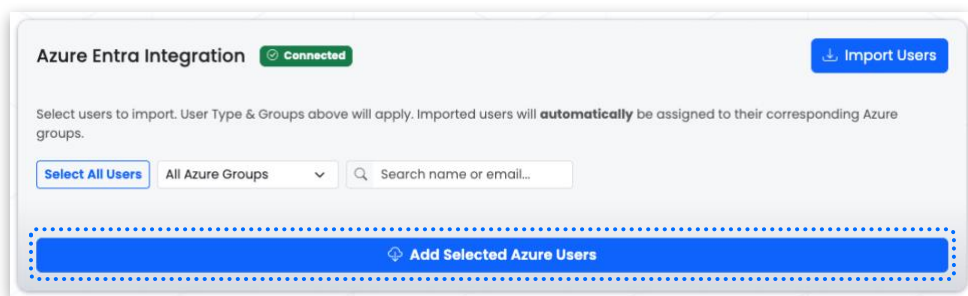 Azure Entra Integration Connected Import Users
Select users to import. User Type & Groups above will apply. Imported users will automatically be assigned to their corresponding Azure
groups.
Select All Users All Azure Groups Search name or email...
Add Selected Azure Users